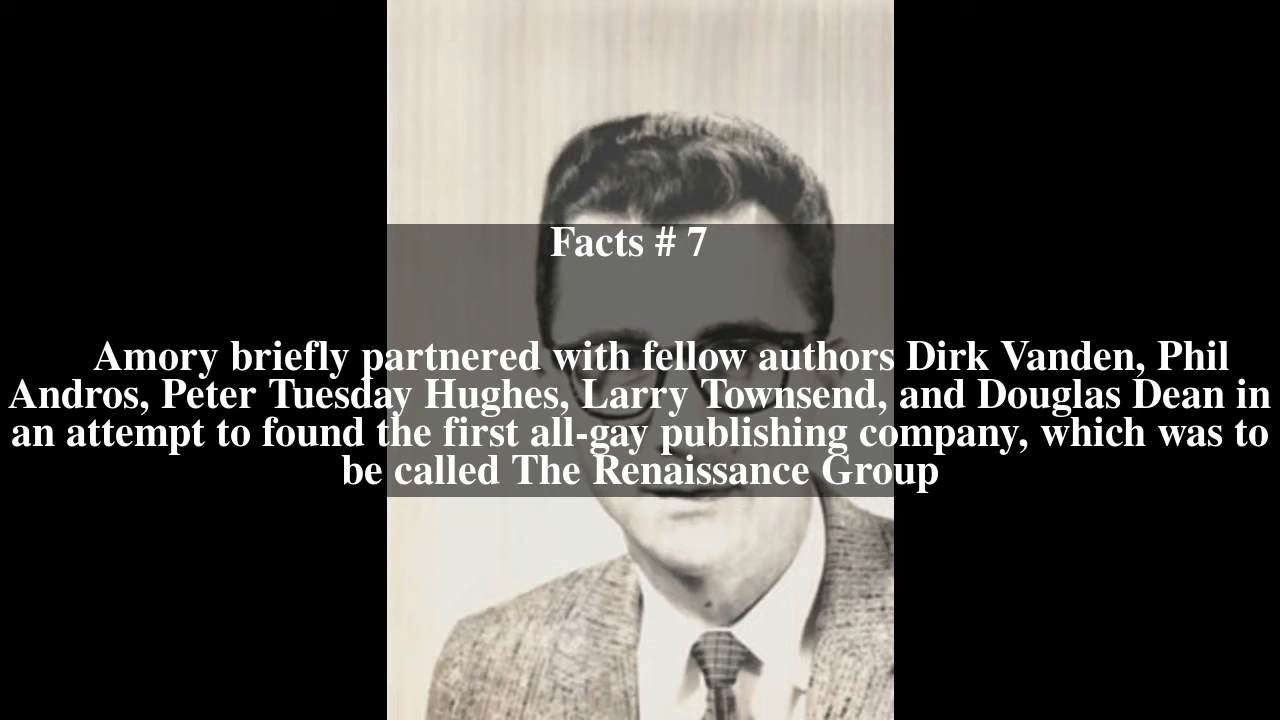 Facts # 7
Amory briefly partnered with fellow authors Dirk Vanden, Phil
Andros, Peter Tuesday Hughes, Larry Townsend, and Douglas Dean in
an attempt to found the first all-gay publishing company, which was to
be called The Renaissance Group